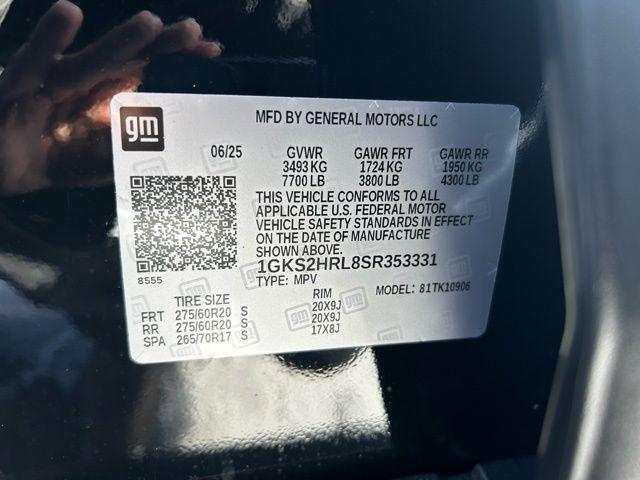 gm
MFD BY GENERAL MOTORS LLC
06/25 GVWR GAWR FRT GAWR RR
3493 KG 1724 KG 1950 KG
7700 LB 3800 LB 4300 LB
THIS VEHICLE CONFORMS TO ALL
APPLICABLE U.S. FEDERAL MOTOR
VEHICLE SAFETY STANDARDS IN EFFECT
ON THE DATE OF MANUFACTURE
SHOWN ABOVE.
8555
1GKS2HRL8SR353331
TYPE: MPV
MODEL: 81TK10906
TIRE SIZE RIM
FRT 275/60R20 S 20X9J
RR 275/60R20 S 20X9J
SPA 265/70R17 S 17X8J